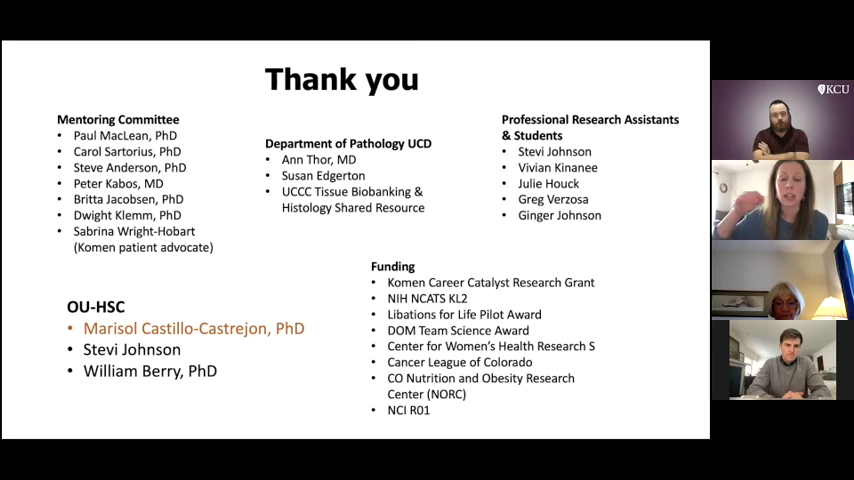 Thank you
Mentoring Committee
• Paul MacLean, PhD
• Carol Sartorius, PhD
• Steve Anderson, PhD
• Peter Kabos, MD
• Britta Jacobsen, PhD
• Dwight Klemm, PhD
• Sabrina Wright-Hobart
(Komen patient advocate)
Department of Pathology UCD
• Ann Thor, MD
• Susan Edgerton
• UCCC Tissue Biobanking &
Histology Shared Resource
Professional Research Assistants
& Students
• Stevi Johnson
• Vivian Kinanee
• Julie Houck
• Greg Verzosa
• Ginger Johnson
OU-HSC
• Marisol Castillo-Castrejon, PhD
• Stevi Johnson
• William Berry, PhD
Funding
• Komen Career Catalyst Research Grant
• NIH NCATS KL2
• Libations for Life Pilot Award
• DOM Team Science Award
• Center for Women's Health Research S
• Cancer League of Colorado
• CO Nutrition and Obesity Research
Center (NORC)
• NCI R01
KCU